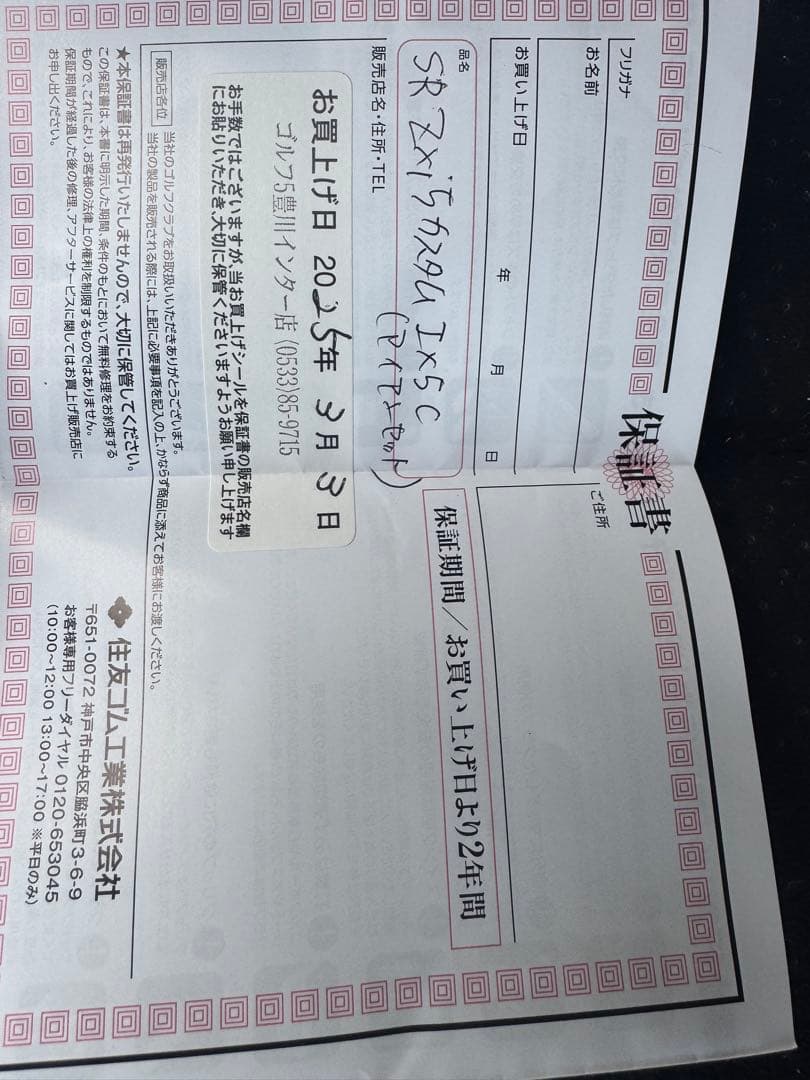 保証書
フリガナ
お名前
ご住所
お買い上げ日 年 月 日
品名
SR ZXi5 カスタム I×5C
(アイアンセット)
保証期間/お買い上げ日より2年間
販売店名・住所・TEL
お買上げ日 2025年 3月 3日
ゴルフ5豊川インター店 (0533)85-9715
お手数ではございますが、当お買上げシールを保証書の販売店名欄
にお貼りいただき、大切に保管くださいますようお願い申し上げます
販売店各位
当社のゴルフクラブをお取扱いいただきありがとうございます。
当社の製品を販売される際には、上記に必要事項を記入の上、かならず商品に添えてお客様にお渡しください。
★本保証書は再発行いたしませんので、大切に保管してください。
この保証書は、本書に明示した期間、条件のもとにおいて無料修理をお約束する
もので、これにより、お客様の法律上の権利を制限するものではありません。
保証期間が経過した後の修理、アフターサービスに関してはお買上げ販売店に
お申し出ください。
住友ゴム工業株式会社
〒651-0072 神戸市中央区脇浜町3-6-9
お客様専用フリーダイヤル 0120-653045
(10:00~12:00 13:00~17:00 ※平日のみ)